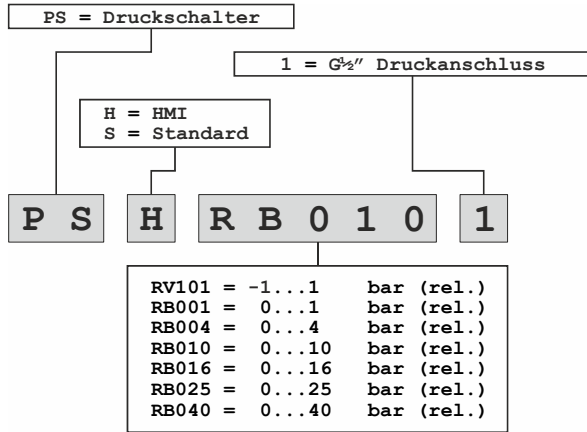 PS = Druckschalter
1 = G½" Druckanschluss
H = HMI
S = Standard
P S H R B 0 1 0 1
RV101 = -1...1 bar (rel.)
RB001 = 0...1 bar (rel.)
RB004 = 0...4 bar (rel.)
RB010 = 0...10 bar (rel.)
RB016 = 0...16 bar (rel.)
RB025 = 0...25 bar (rel.)
RB040 = 0...40 bar (rel.)